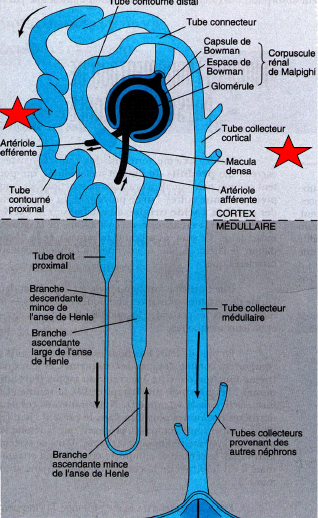 Tube contourné distal
Tube connecteur
Capsule de
Bowman
Espace de
Bowman
Glomérule
Corpuscule
rénal
de Malpighi
Artériole
efférente
Tube collecteur
cortical
Macula
densa
Tube
contourné
proximal
Artériole
afférente
CORTEX
MÉDULLAIRE
Tube droit
proximal
Branche
descendante
mince de
l'anse de Henle
Tube collecteur
médullaire
Branche
ascendante
large de l'anse
de Henle
Tubes collecteurs
provenant des
autres néphrons
Branche
ascendante mince
de l'anse de Henle